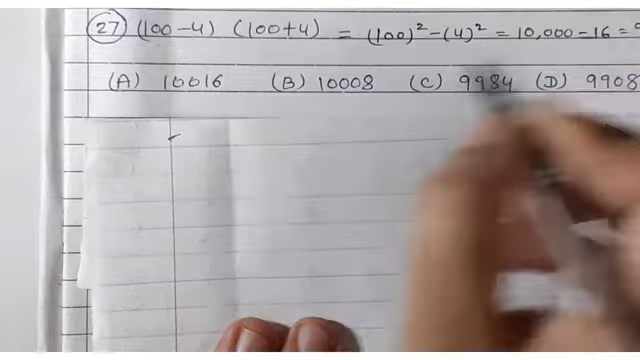 27 (100-4) (100+4) = (100)² - (4)² = 10,000 - 16 =
(A) 10016 (B) 10008 (C) 9984 (D) 9908